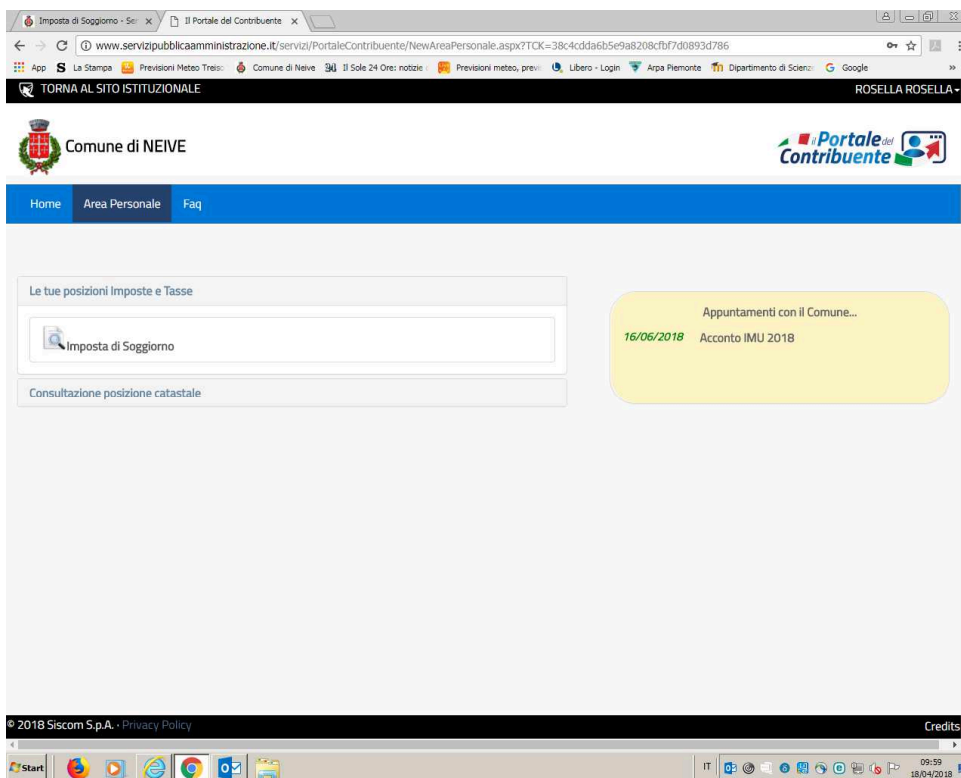 Imposta di Soggiorno - Ser
Il Portale del Contribuente
www.servizipubblicaamministrazione.it/servizi/PortaleContribuente/NewAreaPersonale.aspx?TCK=38c4cdda6b5e9a8208cfbf7d0893d786
App La Stampa Previsioni Meteo Treis Comune di Neive Il Sole 24 Ore: notizie Previsioni meteo, previ Libero - Login Arpa Piemonte Dipartimento di Scienz Google »
TORNA AL SITO ISTITUZIONALE
ROSELLA ROSELLA
Comune di NEIVE
il Portale del
Contribuente
Home Area Personale Faq
Le tue posizioni Imposte e Tasse
Imposta di Soggiorno
Consultazione posizione catastale
Appuntamenti con il Comune...
16/06/2018 Acconto IMU 2018
© 2018 Siscom S.p.A. · Privacy Policy
Credits
Start
IT
09:59
18/04/2018